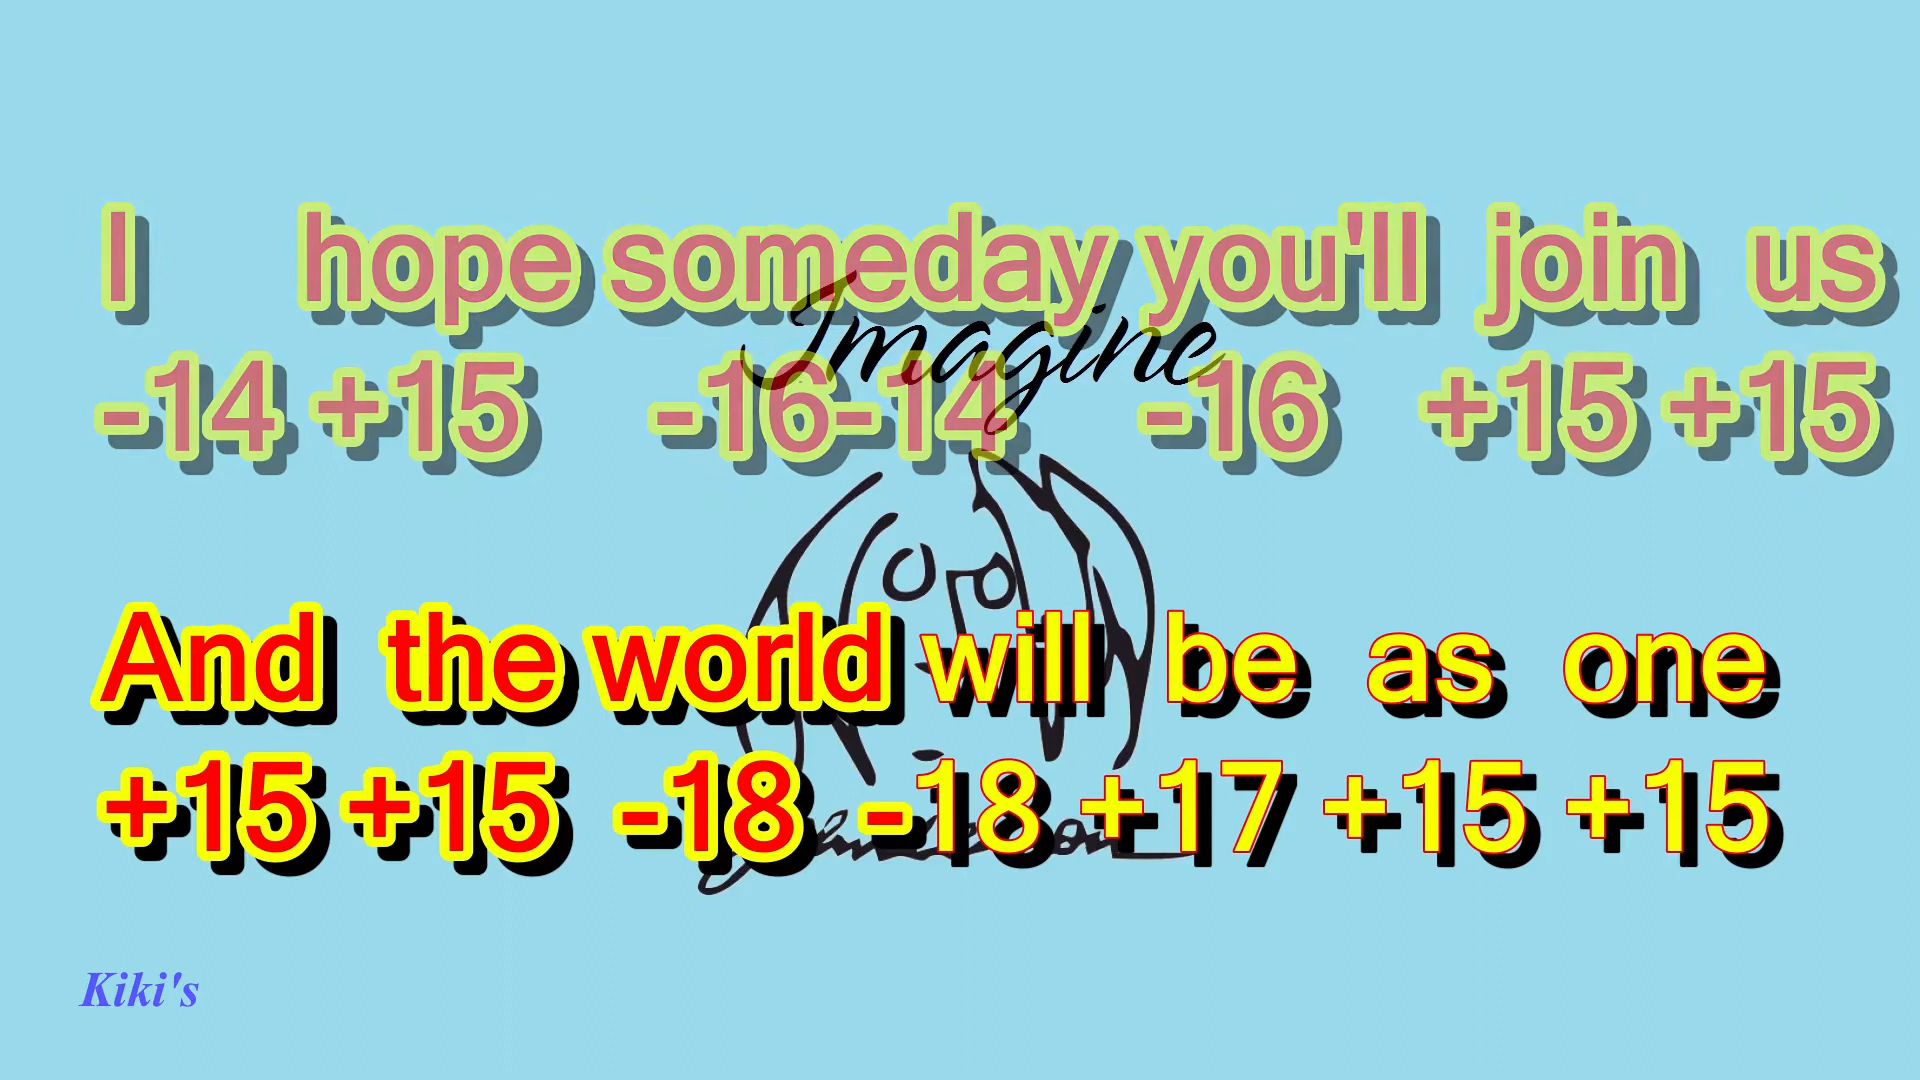 I hope someday you'll join us
Imagine
-14 +15 -16-14 -16 +15 +15
And the world will be as one
+15 +15 -18 -18 +17 +15 +15
Kiki's